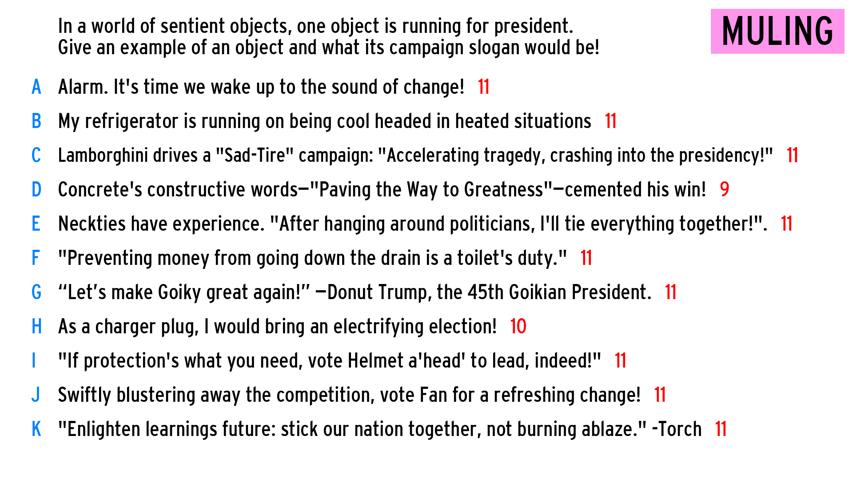 In a world of sentient objects, one object is running for president.
Give an example of an object and what its campaign slogan would be!
MULING
A Alarm. It's time we wake up to the sound of change! 11
B My refrigerator is running on being cool headed in heated situations 11
C Lamborghini drives a "Sad-Tire" campaign: "Accelerating tragedy, crashing into the presidency!" 11
D Concrete's constructive words—"Paving the Way to Greatness"—cemented his win! 9
E Neckties have experience. "After hanging around politicians, I'll tie everything together!". 11
F "Preventing money from going down the drain is a toilet's duty." 11
G “Let’s make Goiky great again!” —Donut Trump, the 45th Goikian President. 11
H As a charger plug, I would bring an electrifying election! 10
I "If protection's what you need, vote Helmet a'head' to lead, indeed!" 11
J Swiftly blustering away the competition, vote Fan for a refreshing change! 11
K "Enlighten learnings future: stick our nation together, not burning ablaze." -Torch 11